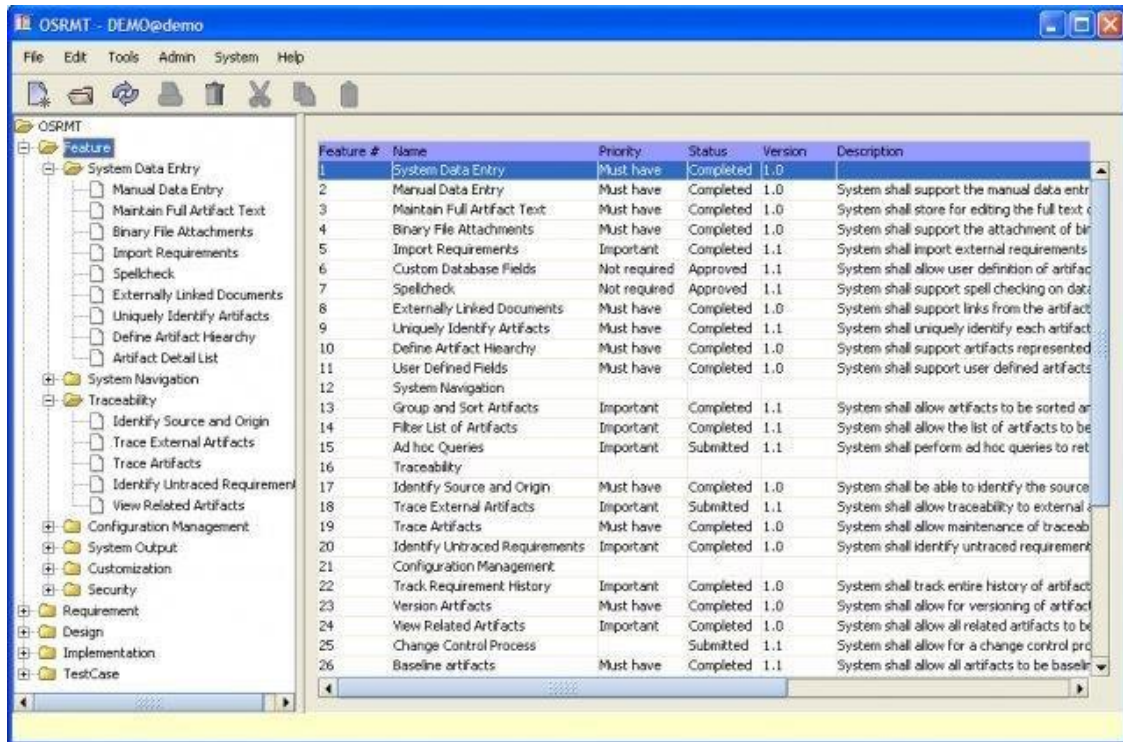 OSRMT - DEMO@demo
File Edit Tools Admin System Help
OSRMT
Feature
System Data Entry
Manual Data Entry
Maintain Full Artifact Text
Binary File Attachments
Import Requirements
Spellcheck
Externally Linked Documents
Uniquely Identify Artifacts
Define Artifact Hiearchy
Artifact Detail List
System Navigation
Traceability
Identify Source and Origin
Trace External Artifacts
Trace Artifacts
Identify Untraced Requirement
View Related Artifacts
Configuration Management
System Output
Customization
Security
Requirement
Design
Implementation
TestCase
Feature # Name Priority Status Version Description
1 System Data Entry Must have Completed 1.0
2 Manual Data Entry Must have Completed 1.0 System shall support the manual data entr
3 Maintain Full Artifact Text Must have Completed 1.0 System shall store for editing the full text
4 Binary File Attachments Must have Completed 1.0 System shall support the attachment of bin
5 Import Requirements Important Completed 1.1 System shall import external requirements
6 Custom Database Fields Not required Approved 1.1 System shall allow user definition of artifac
7 Spellcheck Not required Approved 1.1 System shall support spell checking on data
8 Externally Linked Documents Must have Completed 1.0 System shall support links from the artifact
9 Uniquely Identify Artifacts Must have Completed 1.1 System shall uniquely identify each artifact
10 Define Artifact Hiearchy Must have Completed 1.0 System shall support artifacts represented
11 User Defined Fields Must have Completed 1.0 System shall support user defined artifacts
12 System Navigation
13 Group and Sort Artifacts Important Completed 1.1 System shall allow artifacts to be sorted an
14 Filter List of Artifacts Important Completed 1.1 System shall allow the list of artifacts to be
15 Ad hoc Queries Important Submitted 1.1 System shall perform ad hoc queries to ret
16 Traceability
17 Identify Source and Origin Must have Completed 1.0 System shall be able to identify the source
18 Trace External Artifacts Important Submitted 1.1 System shall allow traceability to external
19 Trace Artifacts Must have Completed 1.0 System shall allow maintenance of traceab
20 Identify Untraced Requirements Important Completed 1.0 System shall identify untraced requirement
21 Configuration Management
22 Track Requirement History Important Completed 1.0 System shall track entire history of artifact
23 Version Artifacts Must have Completed 1.0 System shall allow for versioning of artifact
24 View Related Artifacts Important Completed 1.0 System shall allow all related artifacts to be
25 Change Control Process Submitted 1.1 System shall allow for a change control pro
26 Baseline artifacts Must have Completed 1.1 System shall allow all artifacts to be baselin